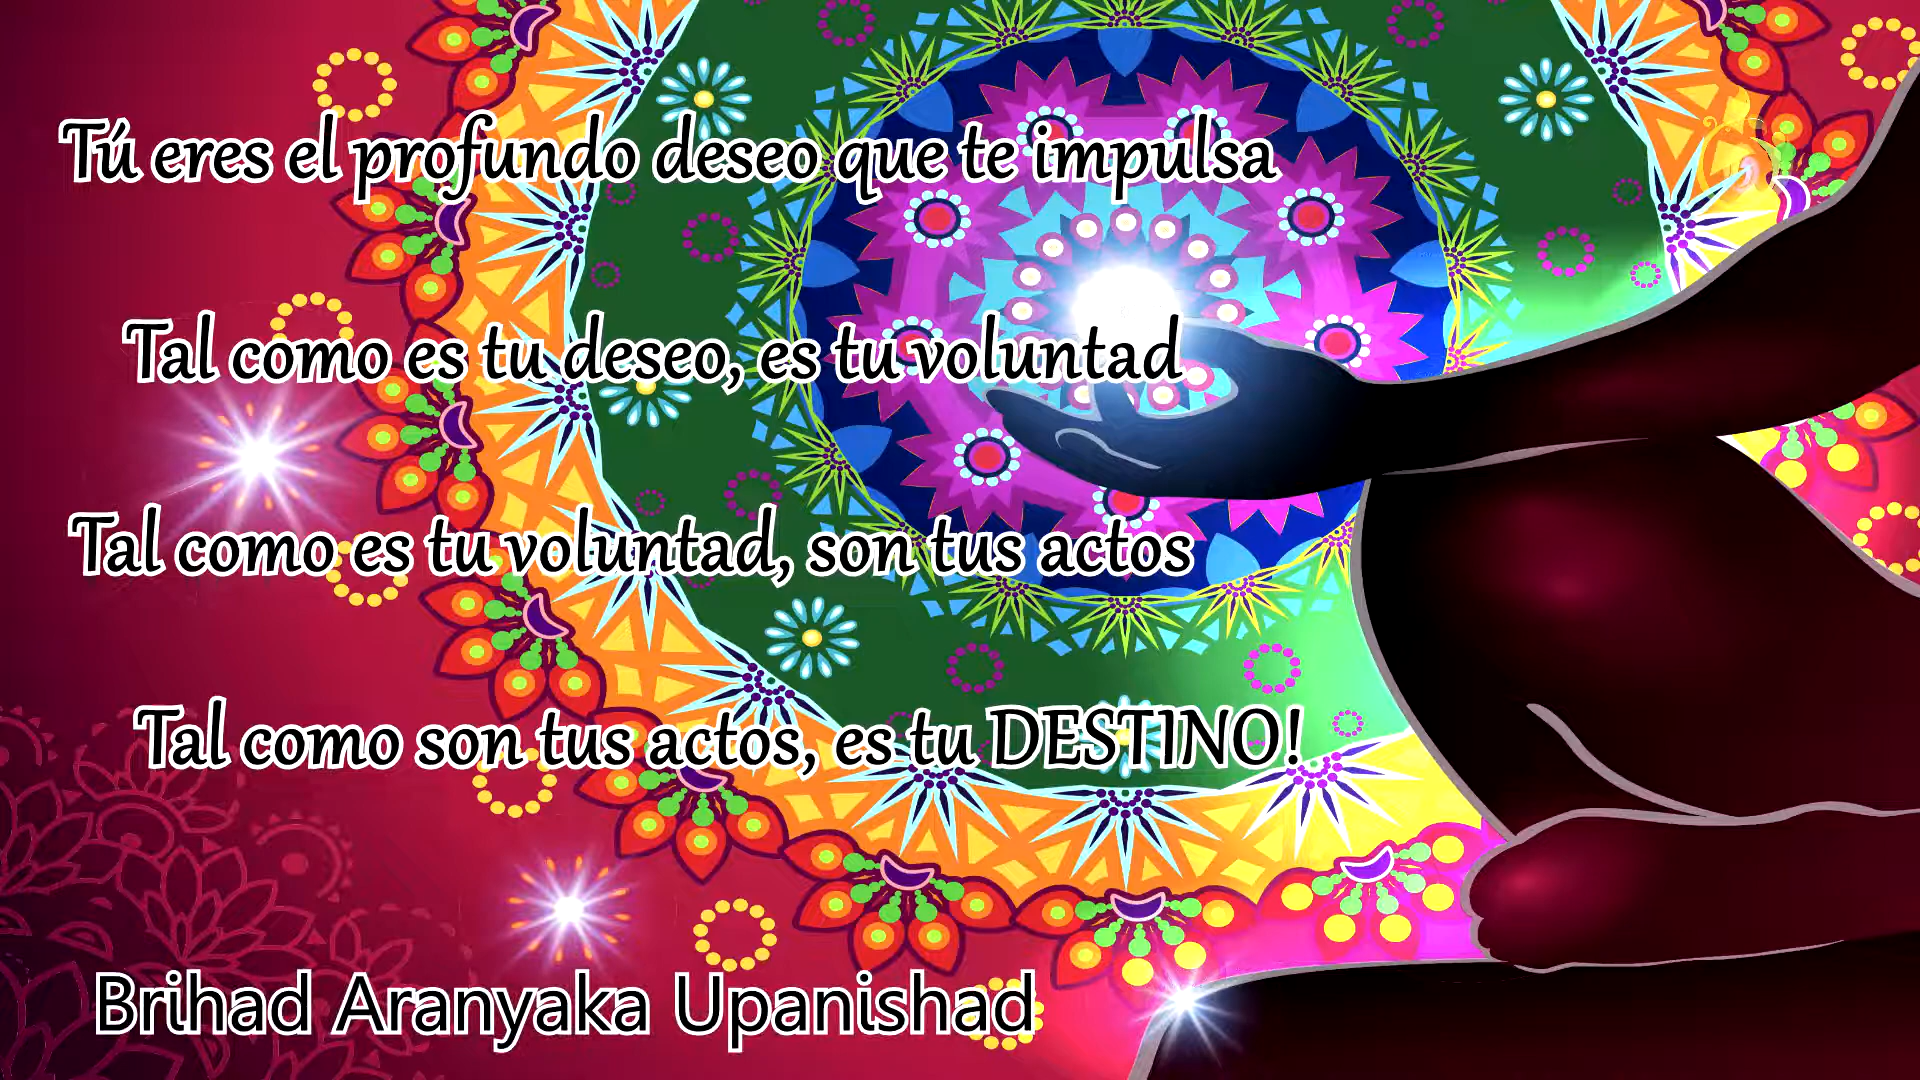 Tú eres el profundo deseo que te impulsa
Tal como es tu deseo, es tu voluntad
Tal como es tu voluntad, son tus actos
Tal como son tus actos, es tu DESTINO!
Brihad Aranyaka Upanishad